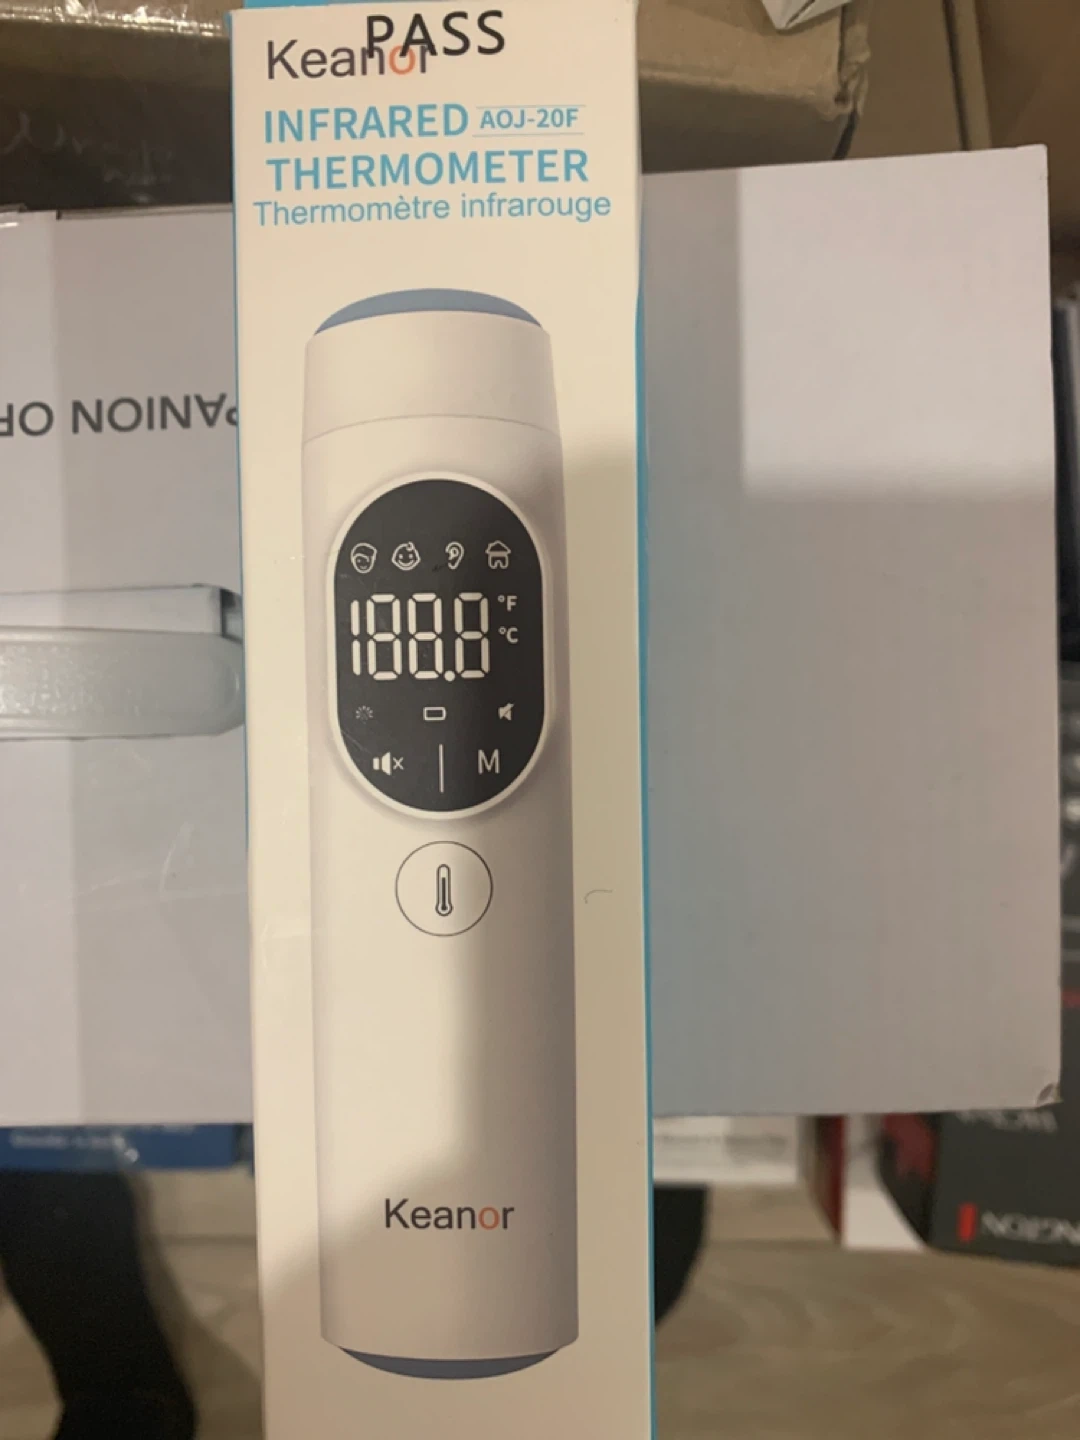 PASS
Keanor
INFRARED AOJ-20F
THERMOMETER
Thermomètre infrarouge
PANION OF
188.8 °F
°C
M
Keanor